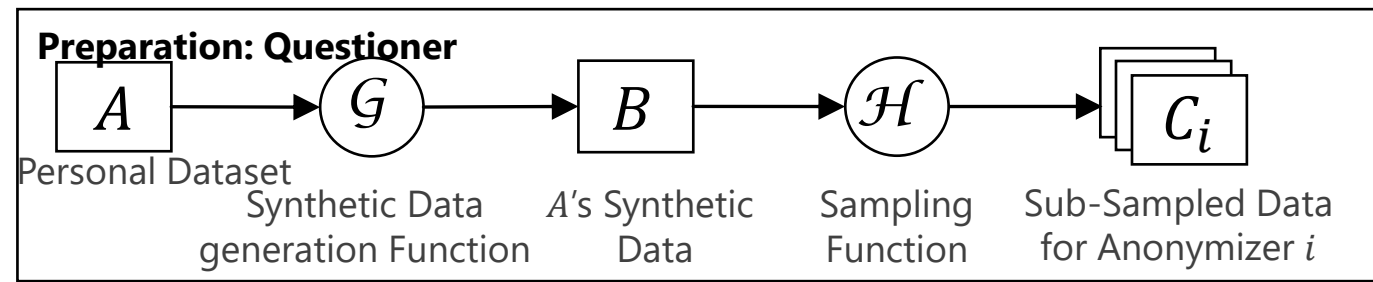 Preparation: Questioner
A
𝒢
B
ℋ
C_i
Personal Dataset
Synthetic Data
generation Function
A's Synthetic
Data
Sampling
Function
Sub-Sampled Data
for Anonymizer i